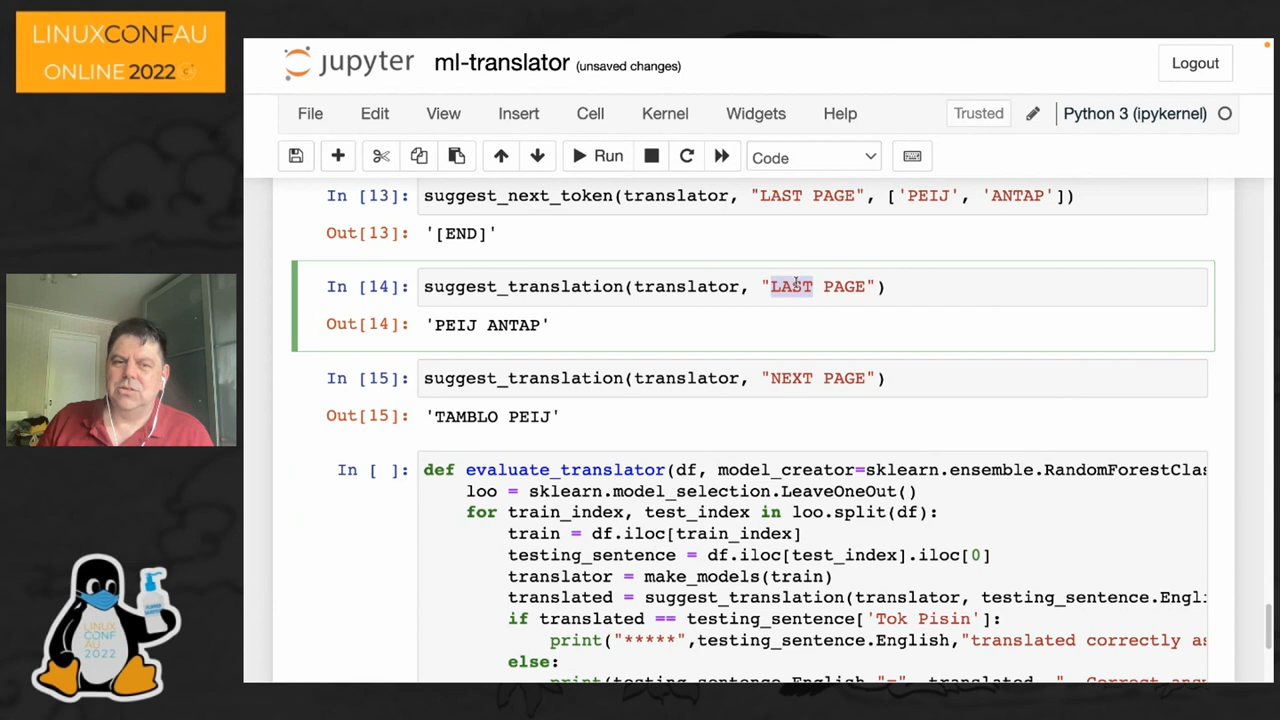 LINUXCONFAU
ONLINE 2022
jupyter ml-translator (unsaved changes)
Logout
File Edit View Insert Cell Kernel Widgets Help
Trusted
Python 3 (ipykernel)
Run
Code
In [13]: suggest_next_token(translator, "LAST PAGE", ['PEIJ', 'ANTAP'])
Out[13]: '[END]'
In [14]: suggest_translation(translator, "LAST PAGE")
Out[14]: 'PEIJ ANTAP'
In [15]: suggest_translation(translator, "NEXT PAGE")
Out[15]: 'TAMBLO PEIJ'
In [ ]: def evaluate_translator(df, model_creator=sklearn.ensemble.RandomForestClas
loo = sklearn.model_selection.LeaveOneOut()
for train_index, test_index in loo.split(df):
train = df.iloc[train_index]
testing_sentence = df.iloc[test_index].iloc[0]
translator = make_models(train)
translated = suggest_translation(translator, testing_sentence.Engli
if translated == testing_sentence['Tok Pisin']:
print("*****",testing_sentence.English,"translated correctly as
else:
LINUX
CONF
AU
2022